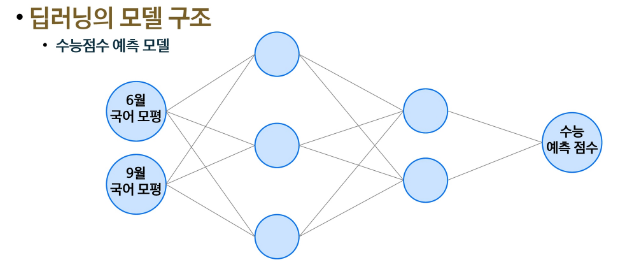 • 딥러닝의 모델 구조
• 수능점수 예측 모델
6월
국어 모평
9월
국어 모평
수능
예측 점수